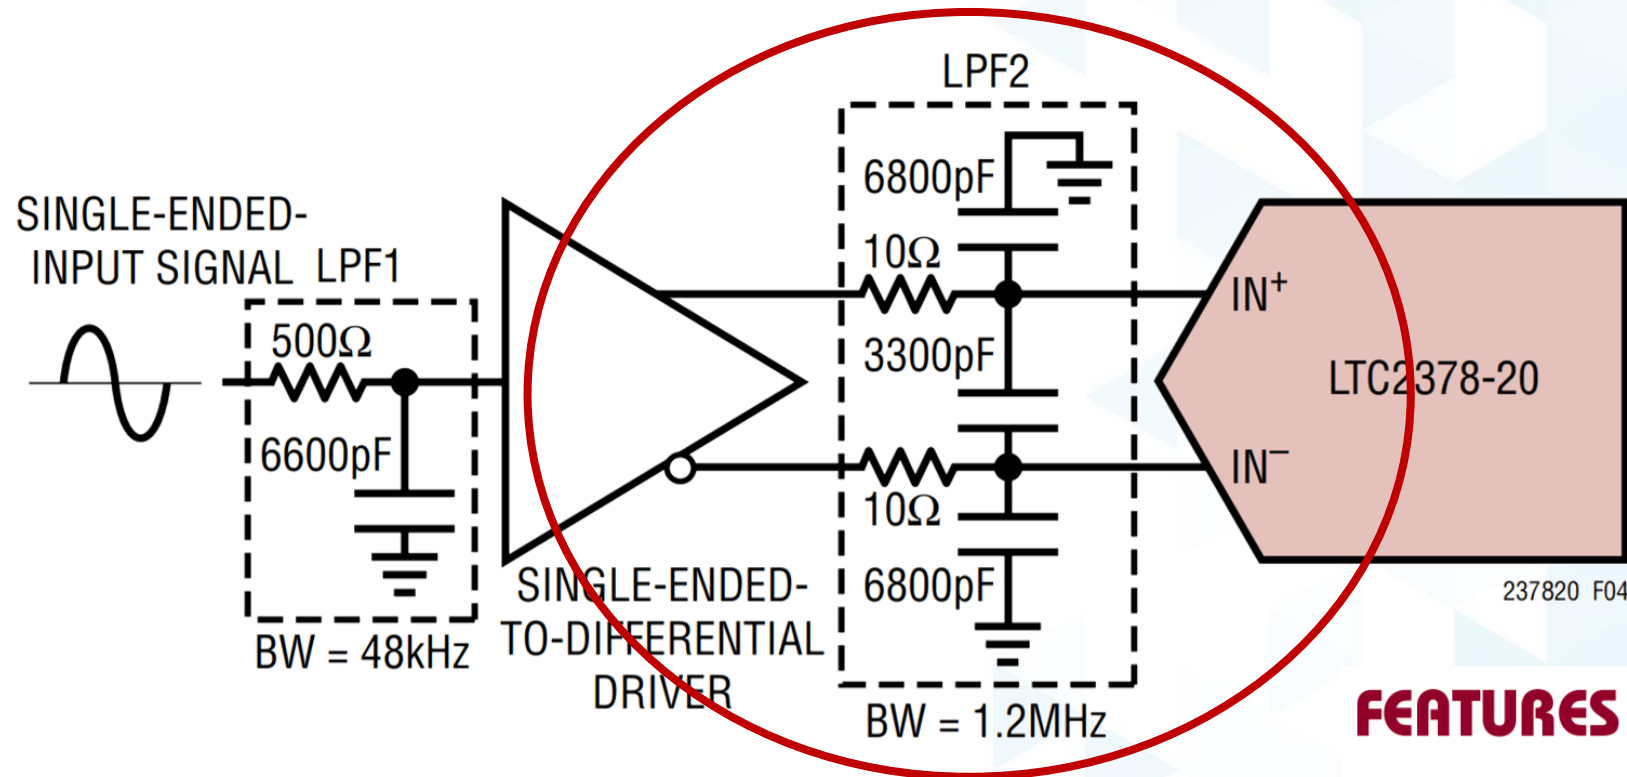 LPF2
6800pF
SINGLE-ENDED-
INPUT SIGNAL
LPF1
500Ω
10Ω
IN+
3300pF
LTC2378-20
6600pF
IN−
10Ω
6800pF
SINGLE-ENDED-
TO-DIFFERENTIAL
DRIVER
237820 F04
BW = 48kHz
BW = 1.2MHz
FEATURES